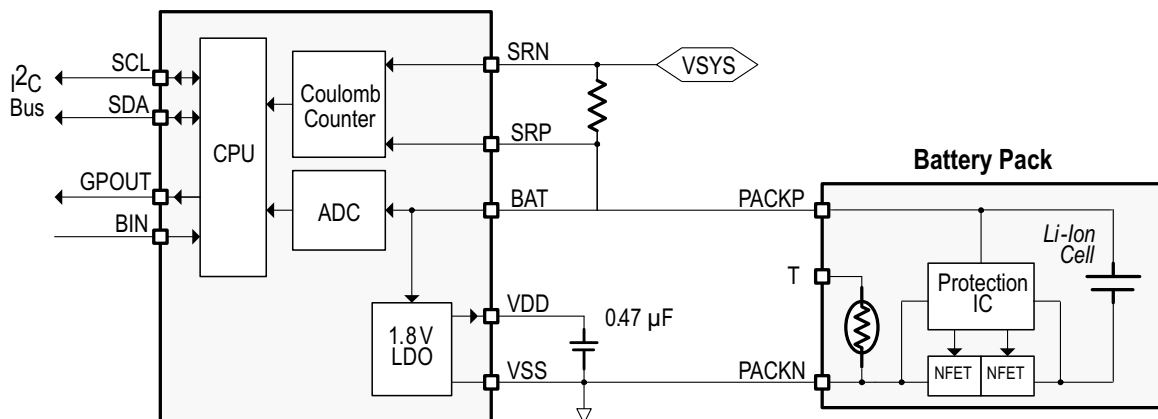 I2C
Bus
SCL
SDA
GPOUT
BIN
CPU
Coulomb
Counter
ADC
1.8 V
LDO
SRN
SRP
BAT
VDD
VSS
VSYS
0.47 µF
PACKP
T
PACKN
Battery Pack
Li-Ion
Cell
Protection
IC
NFET
NFET